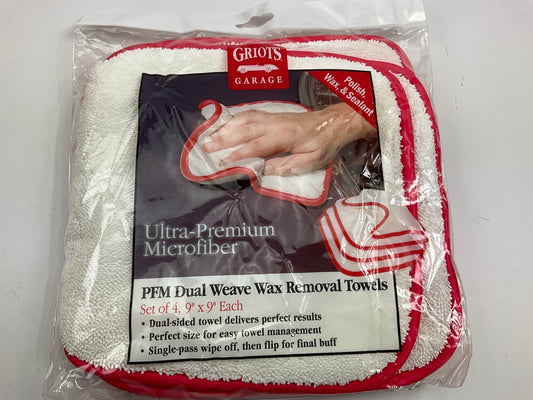 GRIOT'S
GARAGE
Polish,
Wax, & Sealant
Ultra-Premium
Microfiber
PFM Dual Weave Wax Removal Towels
Set of 4, 9" x 9" Each
• Dual-sided towel delivers perfect results
• Perfect size for easy towel management
• Single-pass wipe off, then flip for final buff